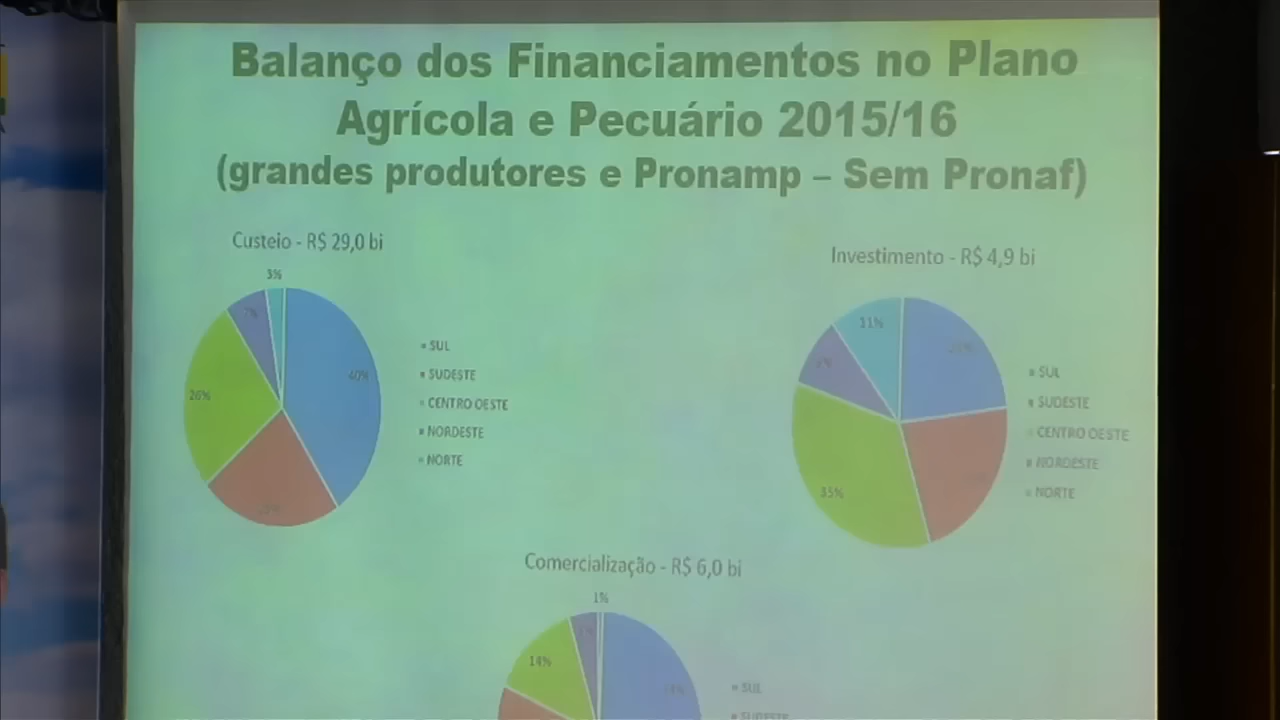 Balanço dos Financiamentos no Plano
Agrícola e Pecuário 2015/16
(grandes produtores e Pronamp – Sem Pronaf)
Custeio - R$ 29,0 bi
3%
7%
40%
26%
SUL
SUDESTE
CENTRO OESTE
NORDESTE
NORTE
Investimento - R$ 4,9 bi
11%
35%
SUL
SUDESTE
CENTRO OESTE
NORDESTE
NORTE
Comercialização - R$ 6,0 bi
1%
14%
SUL
SUDESTE